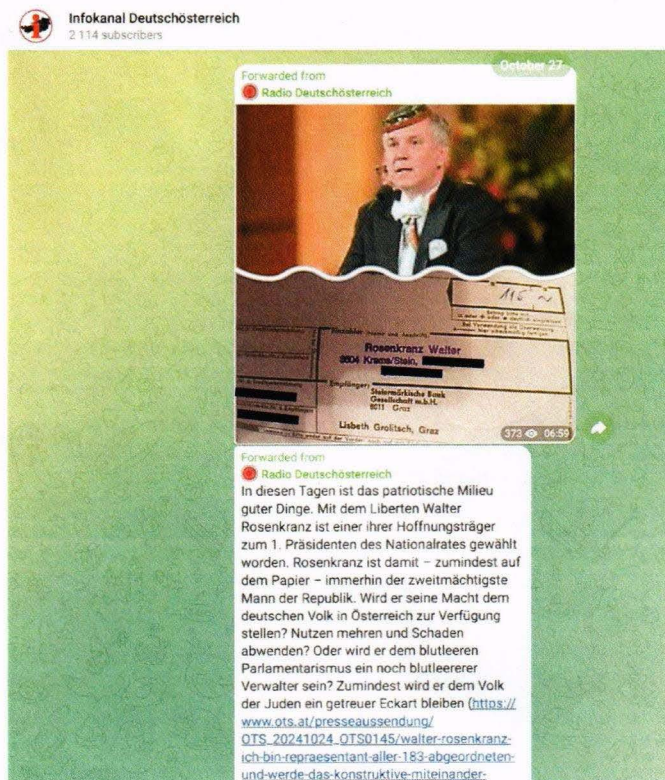 Infokanal Deutschösterreich
2 114 subscribers
October 27
Forwarded from
Radio Deutschösterreich
116
Rosenkranz Walter
3504 Krems/Stein,
Empfänger:
Steiermärkische Bank
Gesellschaft m.b.H.
8011 Graz
Lisbeth Grolitsch, Graz
373 06:59
Forwarded from
Radio Deutschösterreich
In diesen Tagen ist das patriotische Milieu
guter Dinge. Mit dem Liberten Walter
Rosenkranz ist einer ihrer Hoffnungsträger
zum 1. Präsidenten des Nationalrates gewählt
worden. Rosenkranz ist damit – zumindest auf
dem Papier – immerhin der zweitmächtigste
Mann der Republik. Wird er seine Macht dem
deutschen Volk in Österreich zur Verfügung
stellen? Nutzen mehren und Schaden
abwenden? Oder wird er dem blutleeren
Parlamentarismus ein noch blutleererer
Verwalter sein? Zumindest wird er dem Volk
der Juden ein getreuer Eckart bleiben (https://
www.ots.at/presseaussendung/
OTS_20241024_OTS0145/walter-rosenkranz-
ich-bin-repraesentant-aller-183-abgeordneten-
und-werde-das-konstruktive-miteinander-